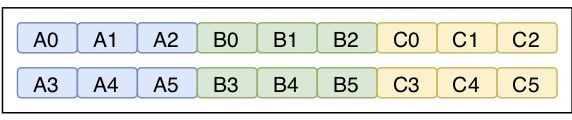 A0 A1 A2 B0 B1 B2 C0 C1 C2
A3 A4 A5 B3 B4 B5 C3 C4 C5